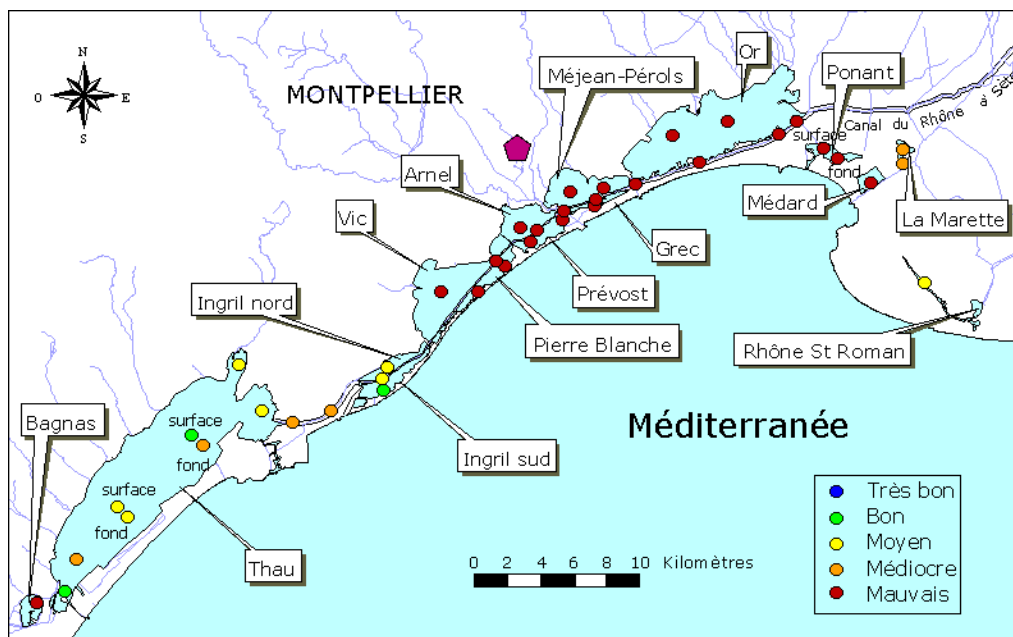 N
O
E
S
MONTPELLIER
Méjean-Pérols
Or
Ponant
surface
Canal du Rhône à Sète
fond
Arnel
Médard
La Marette
Vic
Grec
Prévost
Ingril nord
Pierre Blanche
Rhône St Roman
Bagnas
surface
fond
Méditerranée
Ingril sud
surface
fond
Thau
0 2 4 6 8 10 Kilomètres
Très bon
Bon
Moyen
Médiocre
Mauvais